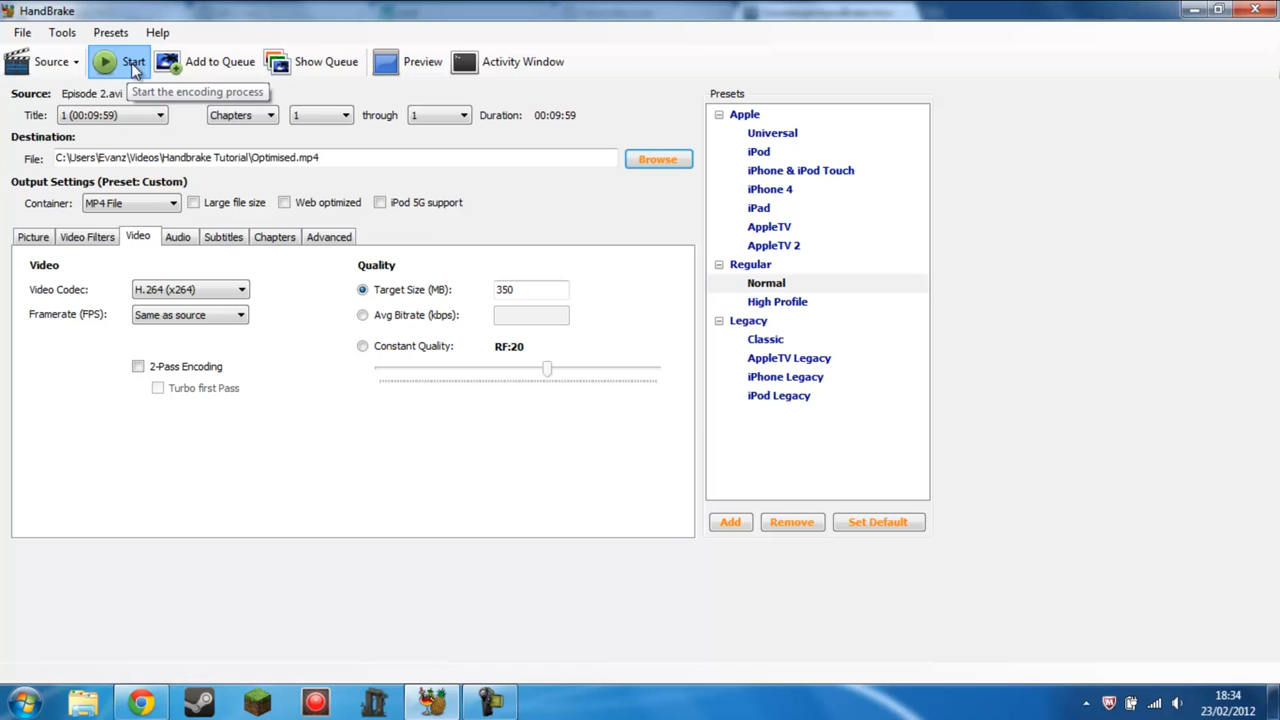 HandBrake
File Tools Presets Help
Source Start Add to Queue Show Queue Preview Activity Window
Start the encoding process
Source: Episode 2.avi
Title: 1 (00:09:59) Chapters 1 through 1 Duration: 00:09:59
Destination
File: C:\Users\Evanz\Videos\Handbrake Tutorial\Optimised.mp4 Browse
Output Settings (Preset: Custom)
Container: MP4 File Large file size Web optimized iPod 5G support
Picture Video Filters Video Audio Subtitles Chapters Advanced
Video
Video Codec: H.264 (x264)
Framerate (FPS): Same as source
2-Pass Encoding
Turbo first Pass
Quality
Target Size (MB): 350
Avg Bitrate (kbps):
Constant Quality: RF:20
Presets
Apple
Universal
iPod
iPhone & iPod Touch
iPhone 4
iPad
AppleTV
AppleTV 2
Regular
Normal
High Profile
Legacy
Classic
AppleTV Legacy
iPhone Legacy
iPod Legacy
Add Remove Set Default
18:34
23/02/2012